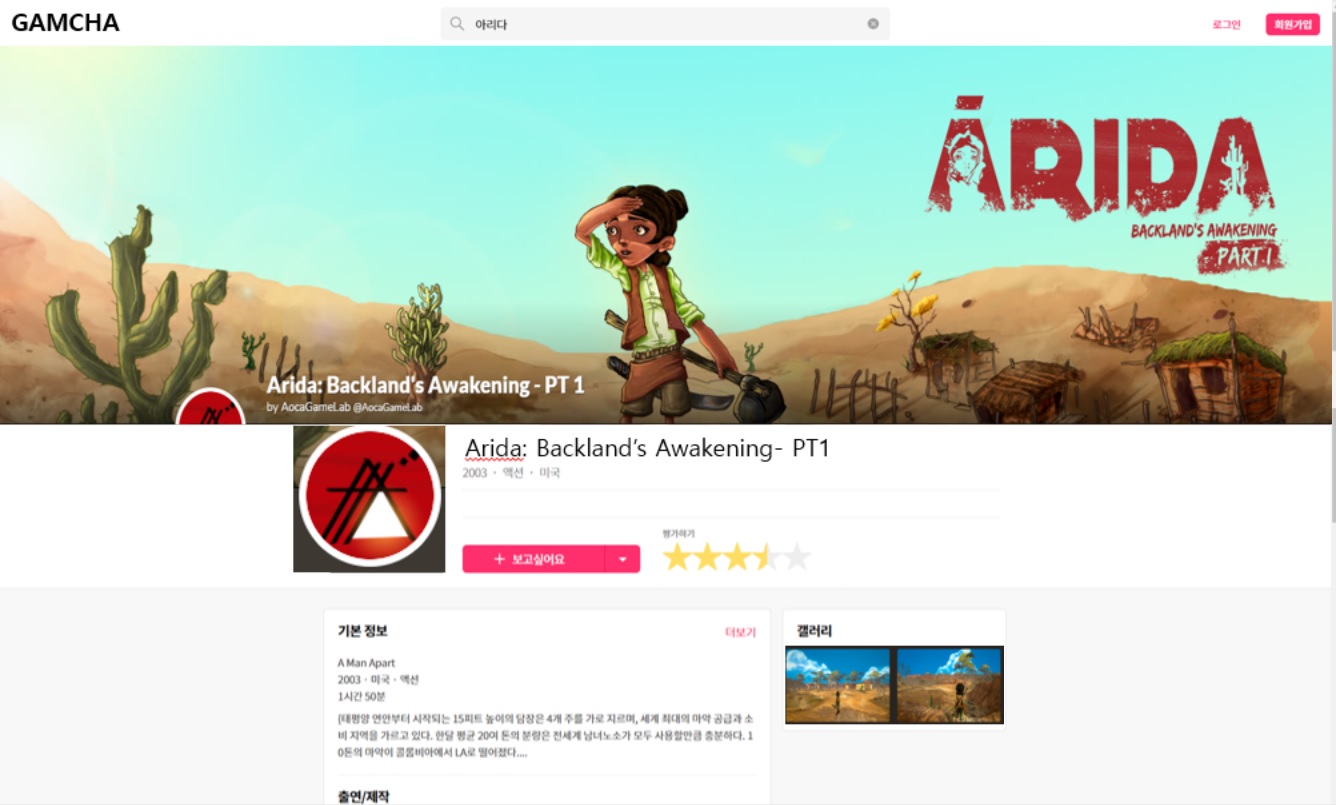 GAMCHA
아리다
로그인
회원가입
ĀRIDA
BACKLAND'S AWAKENING
PART I
Arida: Backland's Awakening - PT 1
by AocaGameLab @AocaGameLab
Arida: Backland's Awakening- PT1
2003 · 액션 · 미국
평가하기
+ 보고싶어요
기본 정보
더보기
갤러리
A Man Apart
2003 · 미국 · 액션
1시간 50분
[태평양 연안부터 시작되는 15피트 높이의 담장은 4개 주를 가로 지르며, 세계 최대의 마약 공급과 소
비 지역을 가르고 있다. 한달 평균 20여 톤의 분량은 전세계 남녀노소가 모두 사용할만큼 충분하다. 1
0톤의 마약이 콜롬비아에서 LA로 떨어졌다....
출연/제작